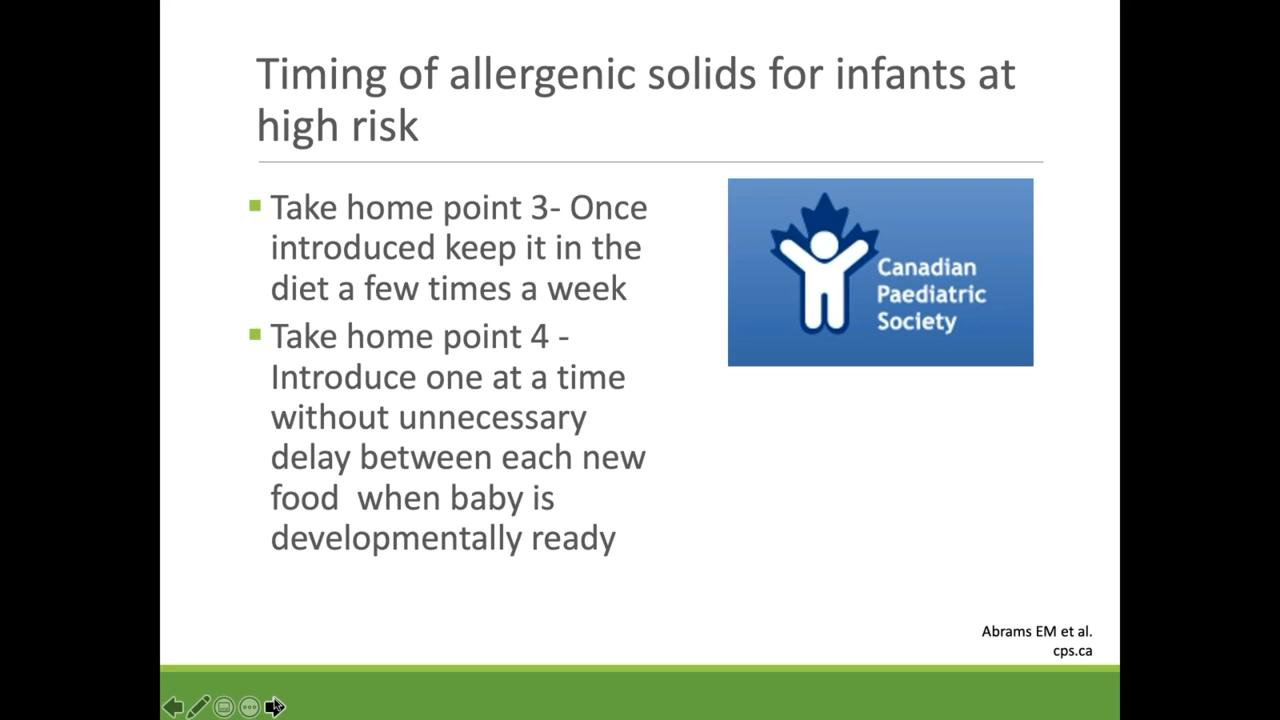 Timing of allergenic solids for infants at
high risk
Take home point 3- Once
introduced keep it in the
diet a few times a week
Take home point 4 -
Introduce one at a time
without unnecessary
delay between each new
food  when baby is
developmentally ready
Canadian
Paediatric
Society
Abrams EM et al.
cps.ca